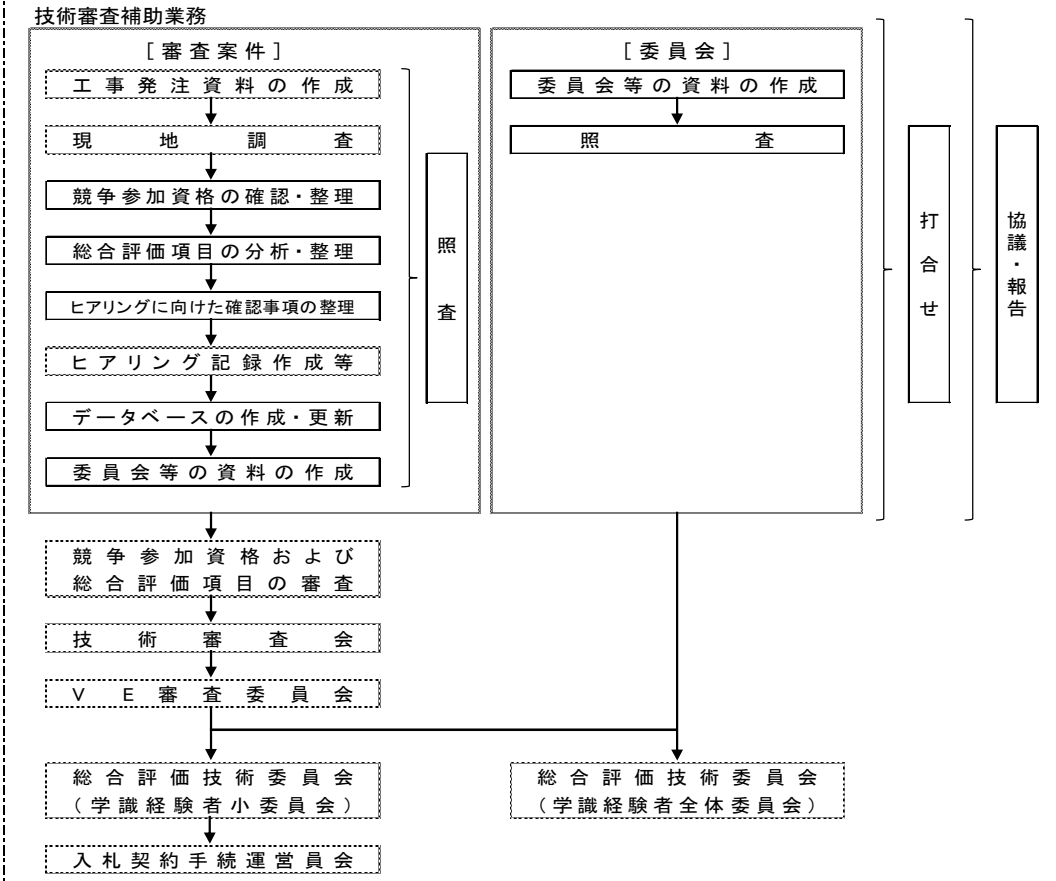 技術審査補助業務
［審査案件］
工事発注資料の作成
現地調査
競争参加資格の確認・整理
総合評価項目の分析・整理
ヒアリングに向けた確認事項の整理
ヒアリング記録作成等
データベースの作成・更新
委員会等の資料の作成
照査
［委員会］
委員会等の資料の作成
照査
打合せ
協議・報告
競争参加資格および
総合評価項目の審査
技術審査会
ＶＥ審査委員会
総合評価技術委員会
（学識経験者小委員会）
総合評価技術委員会
（学識経験者全体委員会）
入札契約手続運営員会